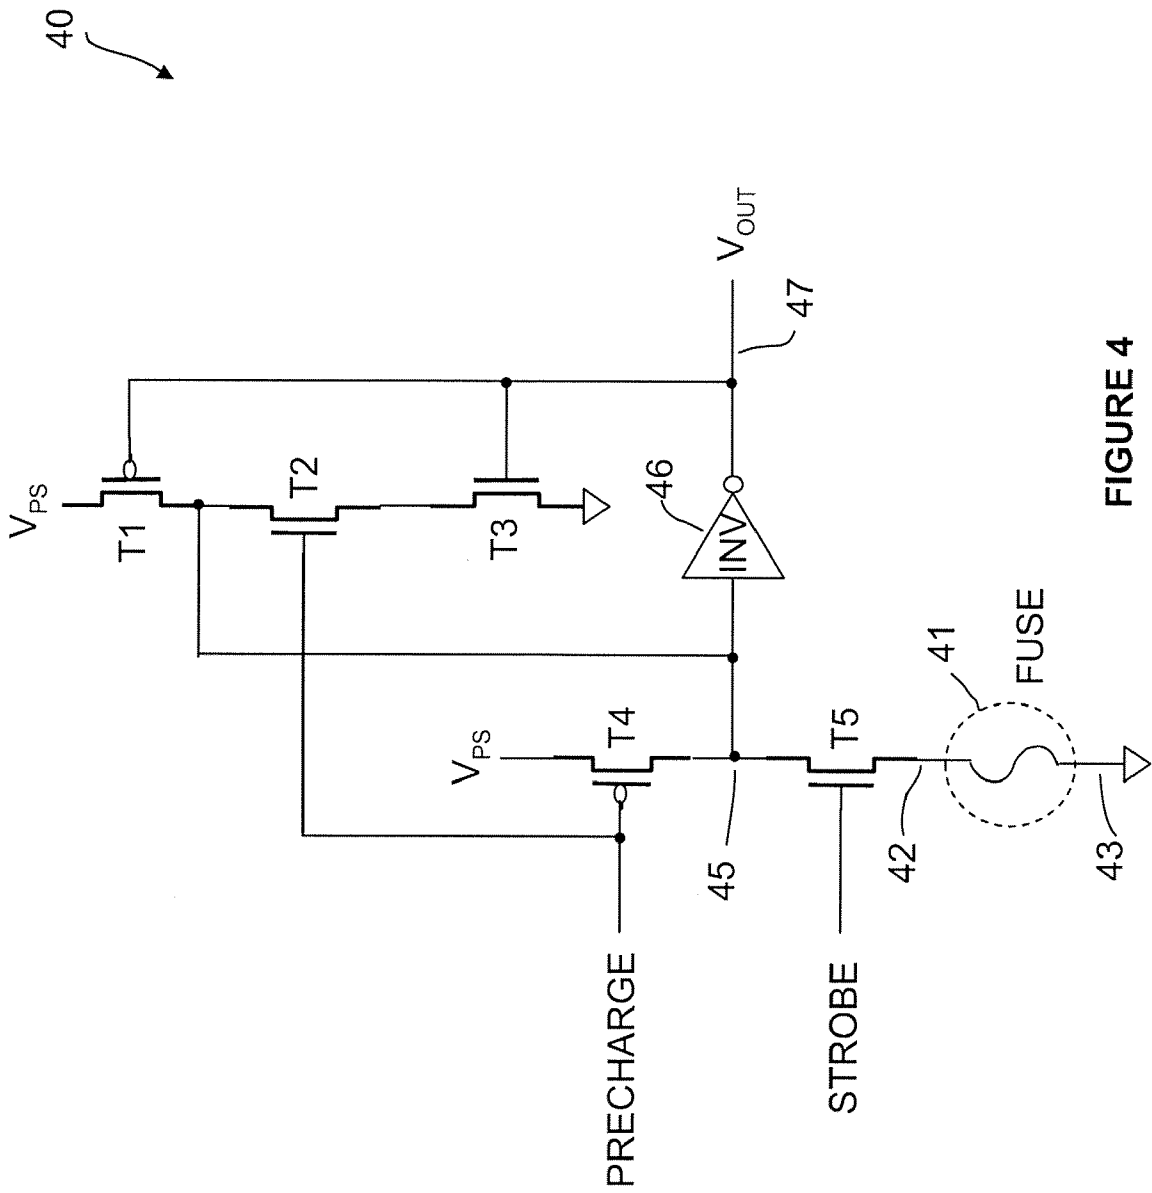 40
V_PS
T1
T2
T3
V_PS
T4
T5
PRECHARGE
STROBE
45
INV
46
47
V_OUT
42
41
FUSE
43
FIGURE 4